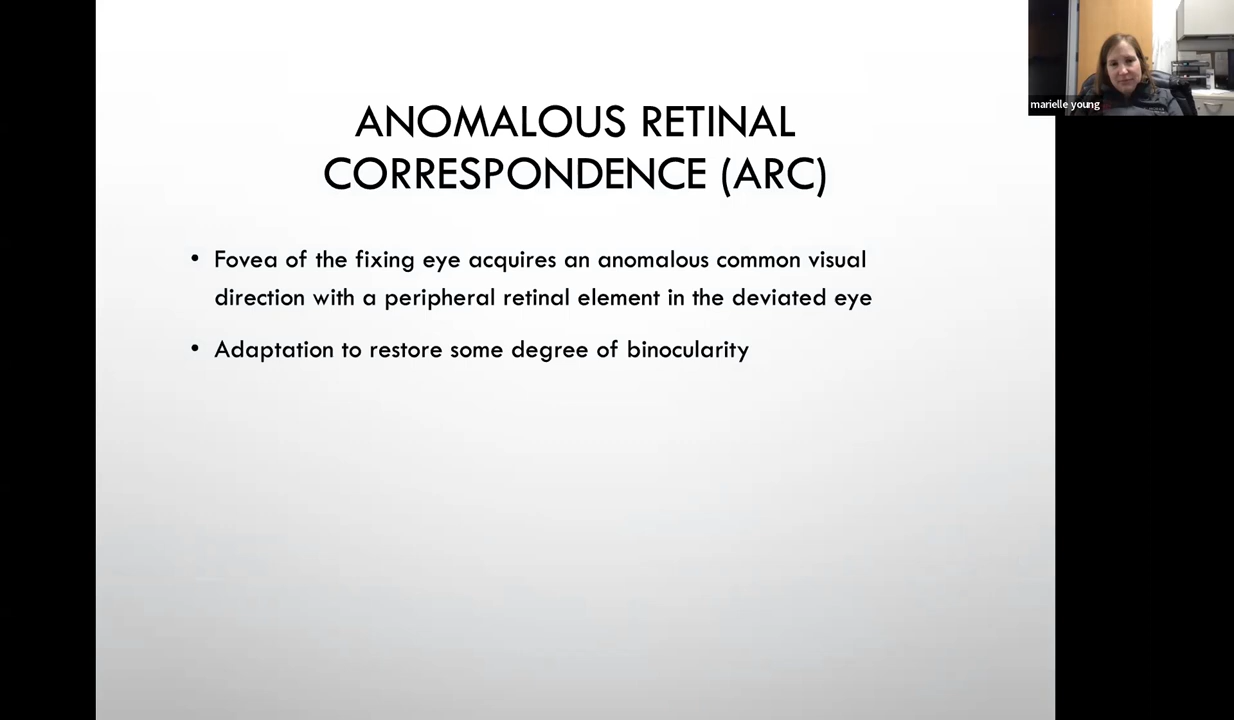 ANOMALOUS RETINAL
CORRESPONDENCE (ARC)
• Fovea of the fixing eye acquires an anomalous common visual
direction with a peripheral retinal element in the deviated eye
• Adaptation to restore some degree of binocularity
marielle young